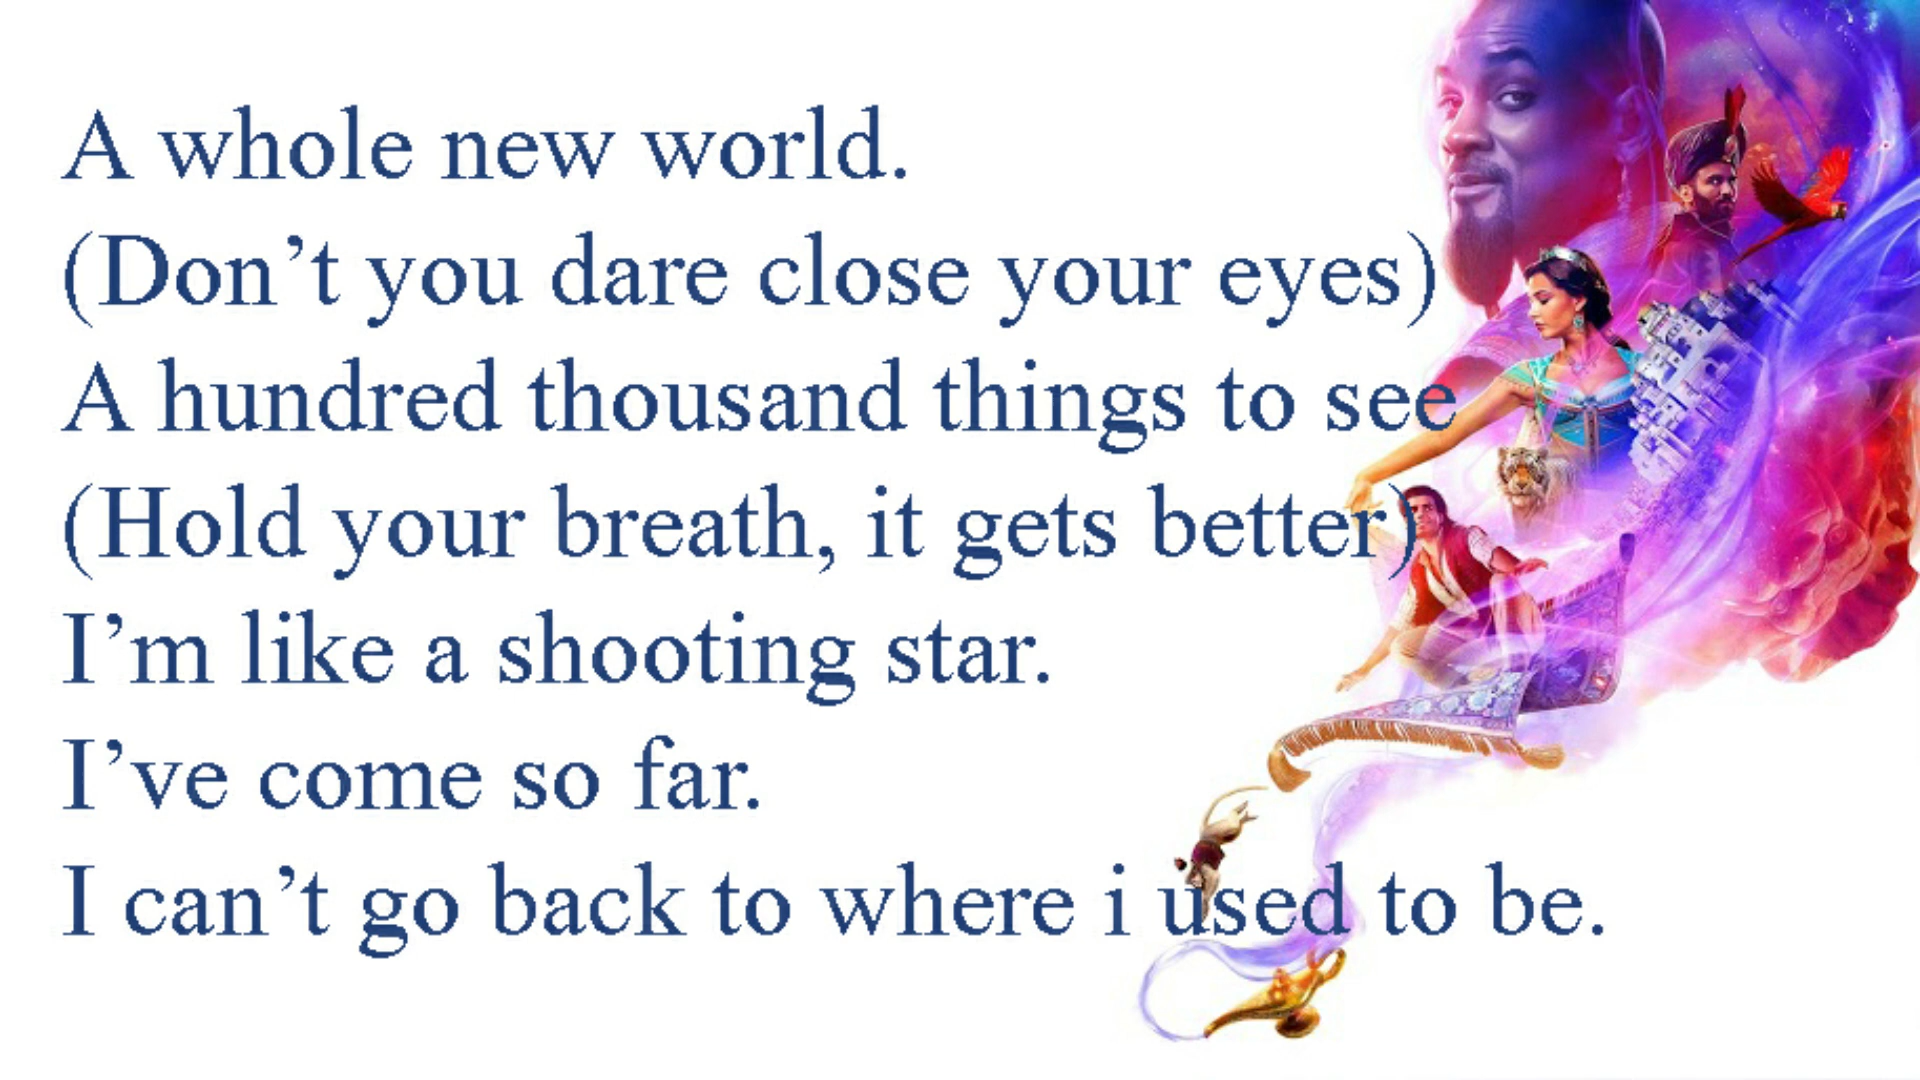 A whole new world.
(Don’t you dare close your eyes)
A hundred thousand things to see
(Hold your breath, it gets better)
I’m like a shooting star.
I’ve come so far.
I can’t go back to where i used to be.